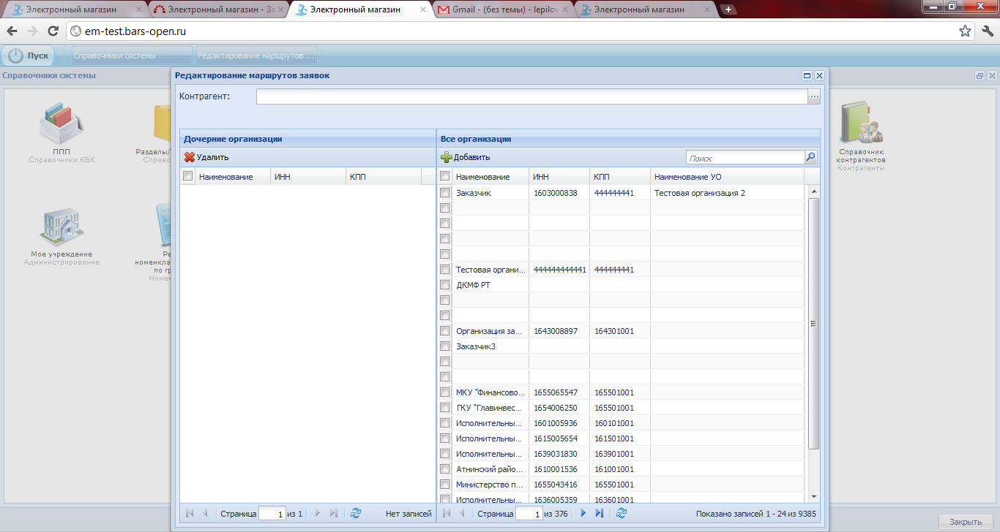 Электронный магазин
Электронный магазин - За
Электронный магазин
Gmail - (без темы) - lepilov
Электронный магазин
em-test.bars-open.ru
Пуск
Справочники системы
Редактирование маршрутов ...
Справочники системы
Редактирование маршрутов заявок
Контрагент:
ППП
Справочники КБК
Разделы/
Мое учреждение
Администрирование
номенкла
по гр
Номен
Справочник
контрагентов
Контрагенты
Дочерние организации
Удалить
Наименование ИНН КПП
Все организации
Добавить
Поиск
Наименование ИНН КПП Наименование УО
Заказчик 1603000838 444444441 Тестовая организация 2
Тестовая органи... 444444444441 444444441
ДКМФ РТ
Организация за... 1643008897 164301001
Заказчик3
МКУ "Финансово... 1655065547 165501001
ГКУ "Главинвес... 1654006250 165501001
Исполнительны... 1601005936 160101001
Исполнительны... 1615005654 161501001
Исполнительны... 1639031830 163901001
Атнинский райо... 1610001536 161001001
Министерство п... 1655043416 165501001
Исполнительны... 1636005359 163601001
Страница 1 из 1
Нет записей
Страница 1 из 376
Показано записей 1 - 24 из 9385
Закрыть